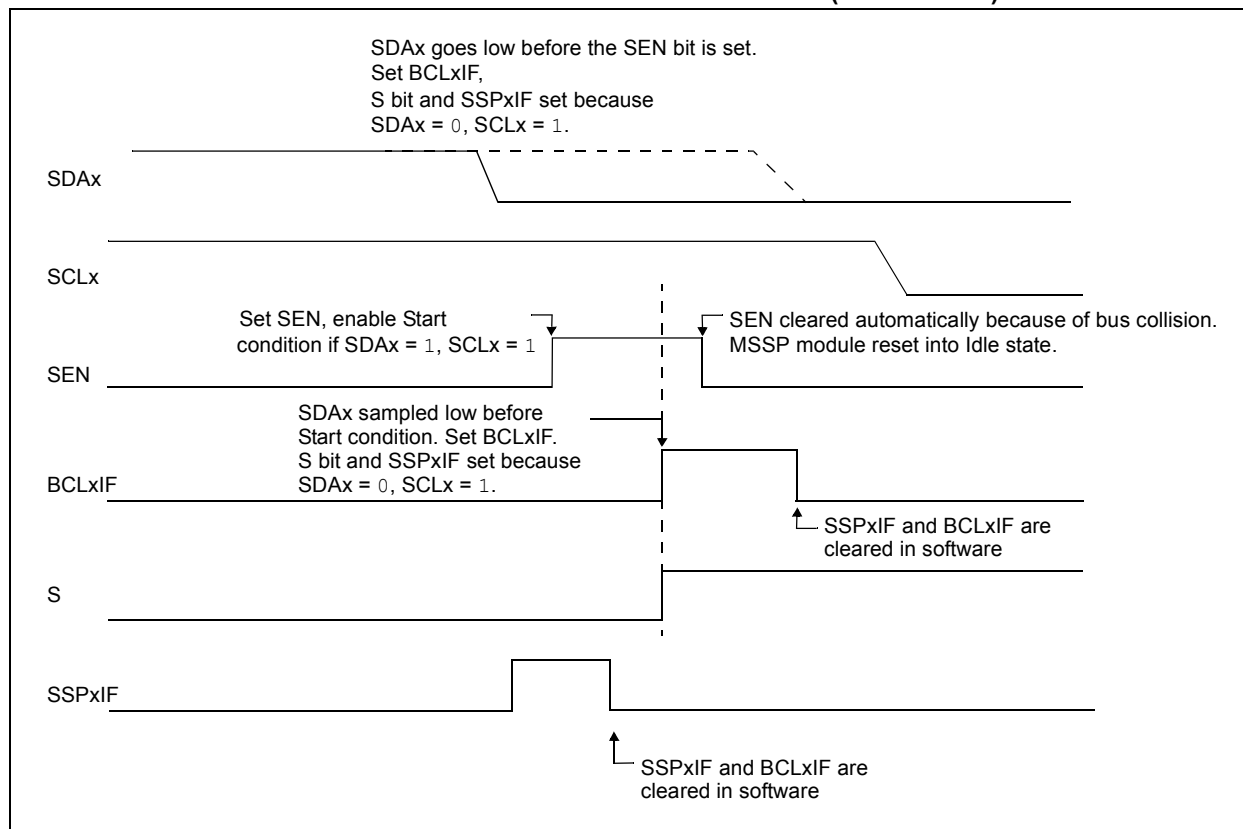 SDAx goes low before the SEN bit is set.
Set BCLxIF,
S bit and SSPxIF set because
SDAx = 0, SCLx = 1.
SDAx
SCLx
Set SEN, enable Start
condition if SDAx = 1, SCLx = 1
SEN cleared automatically because of bus collision.
MSSP module reset into Idle state.
SEN
SDAx sampled low before
Start condition. Set BCLxIF.
S bit and SSPxIF set because
SDAx = 0, SCLx = 1.
BCLxIF
SSPxIF and BCLxIF are
cleared in software
S
SSPxIF
SSPxIF and BCLxIF are
cleared in software